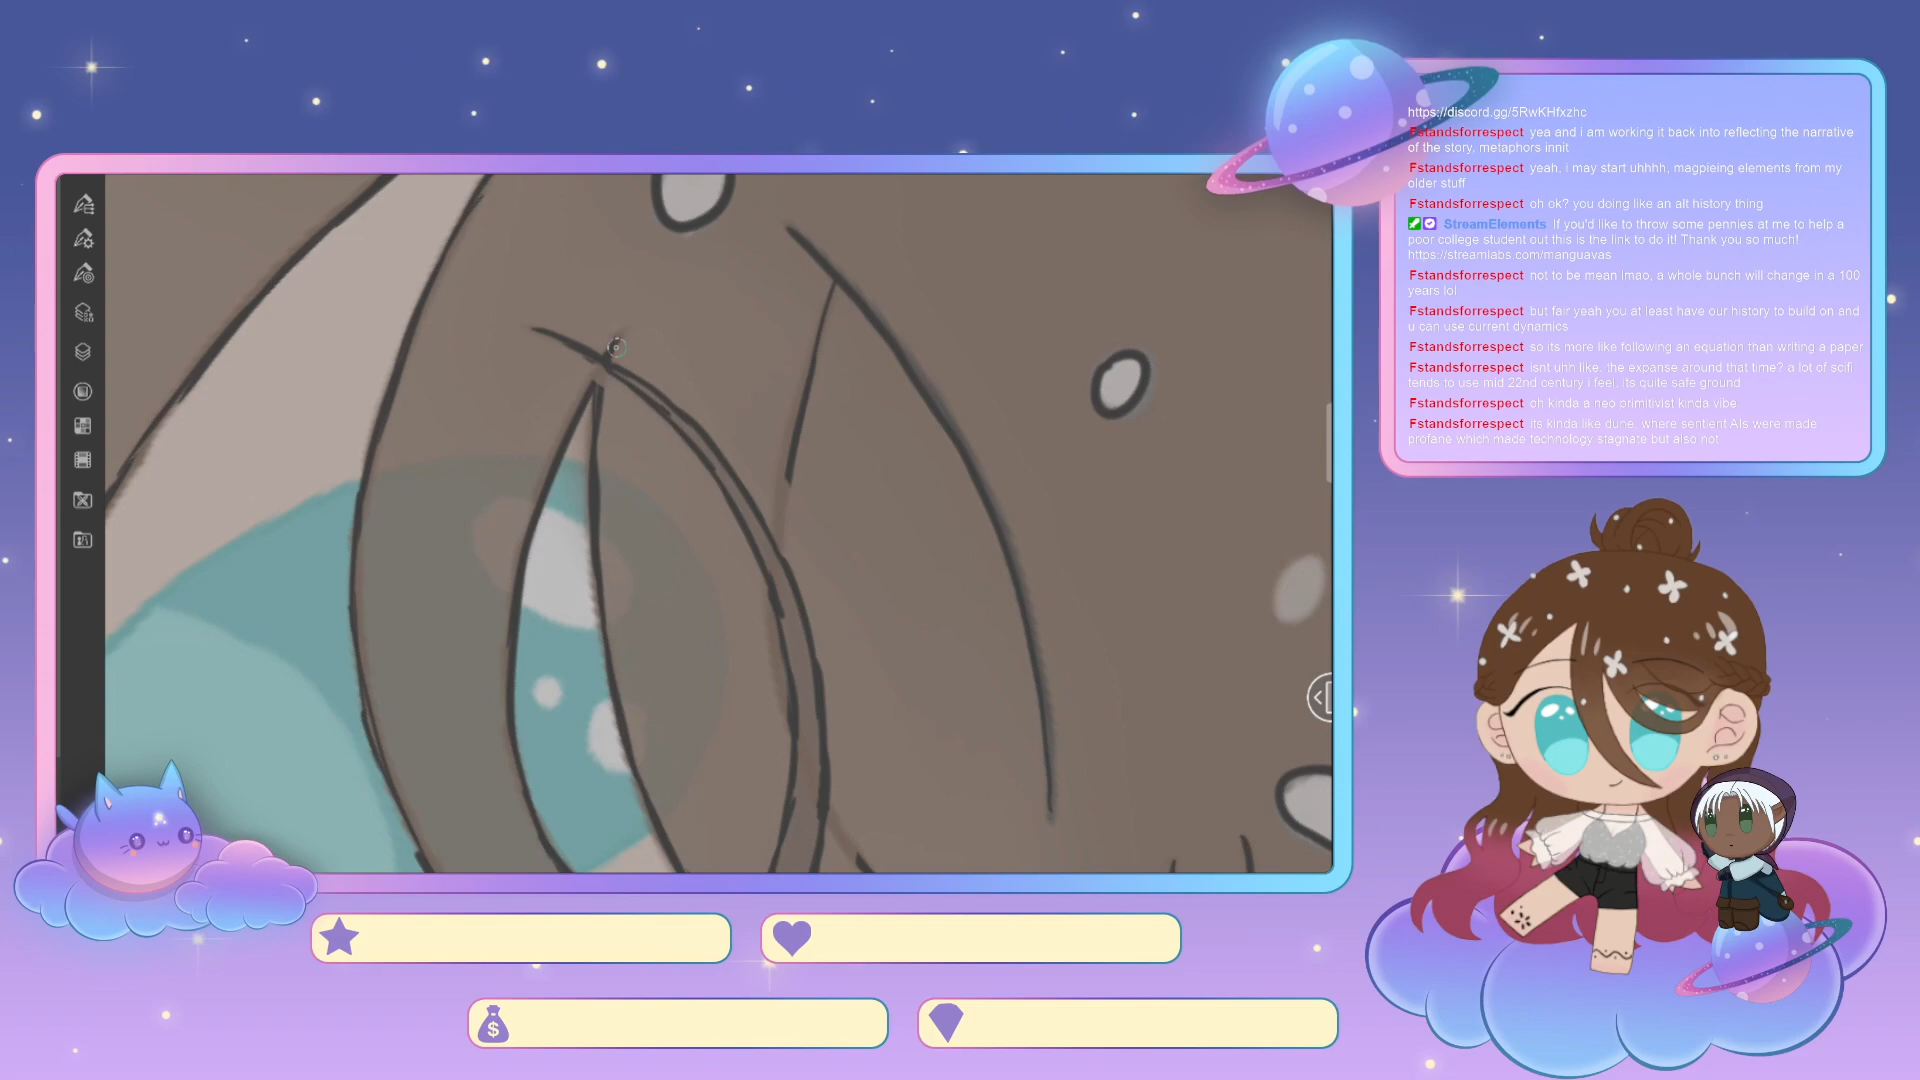 https://discord.gg/5RwKHfxzhc
Fstandsforrespect yea and i am working it back into reflecting the narrative
of the story, metaphors innit
Fstandsforrespect yeah, i may start uhhhh, magpieing elements from my
older stuff
Fstandsforrespect oh ok? you doing like an alt history thing
StreamElements If you'd like to throw some pennies at me to help a
poor college student out this is the link to do it! Thank you so much!
https://streamlabs.com/manguavas
Fstandsforrespect not to be mean lmao, a whole bunch will change in a 100
years lol
Fstandsforrespect but fair yeah you at least have our history to build on and
u can use current dynamics
Fstandsforrespect so its more like following an equation than writing a paper
Fstandsforrespect isnt uhh like. the expanse around that time? a lot of scifi
tends to use mid 22nd century i feel. its quite safe ground
Fstandsforrespect oh kinda a neo primitivist kinda vibe
Fstandsforrespect its kinda like dune. where sentient AIs were made
profane which made technology stagnate but also not
$